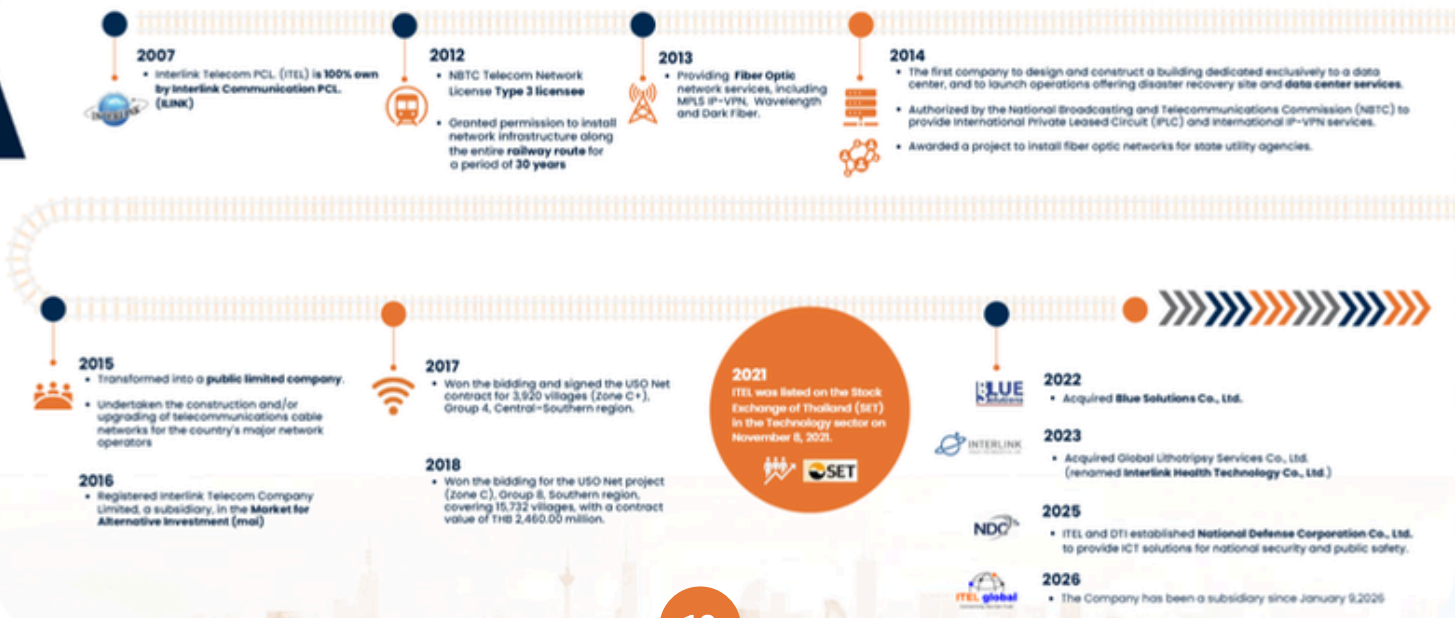 2007
• Interlink Telecom PCL. (ITEL) is 100% own
by Interlink Communication PCL.
(ILINK)
INTERLINK
2012
• NBTC Telecom Network
License Type 3 licensee
• Granted permission to install
network infrastructure along
the entire railway route for
a period of 30 years
2013
• Providing Fiber Optic
network services, including
MPLS IP-VPN, Wavelength
and Dark Fiber.
2014
• The first company to design and construct a building dedicated exclusively to a data
center, and to launch operations offering disaster recovery site and data center services.
• Authorized by the National Broadcasting and Telecommunications Commission (NBTC) to
provide International Private Leased Circuit (IPLC) and International IP-VPN services.
• Awarded a project to install fiber optic networks for state utility agencies.
2015
• Transformed into a public limited company.
• Undertaken the construction and/or
upgrading of telecommunications cable
networks for the country's major network
operators
2016
• Registered Interlink Telecom Company
Limited, a subsidiary, in the Market for
Alternative Investment (mai)
2017
• Won the bidding and signed the USO Net
contract for 3,920 villages (Zone C+),
Group 4, Central-Southern region.
2018
• Won the bidding for the USO Net project
(Zone C), Group 8, Southern region,
covering 15,732 villages, with a contract
value of THB 2,460.00 million.
2021
ITEL was listed on the Stock
Exchange of Thailand (SET)
in the Technology sector on
November 8, 2021.
SET
BLUE
Solutions
2022
• Acquired Blue Solutions Co., Ltd.
INTERLINK
2023
• Acquired Global Lithotripsy Services Co., Ltd.
(renamed Interlink Health Technology Co., Ltd.)
NDC
2025
• ITEL and DTI established National Defense Corporation Co., Ltd.
to provide ICT solutions for national security and public safety.
ITEL global
2026
• The Company has been a subsidiary since January 9,2026